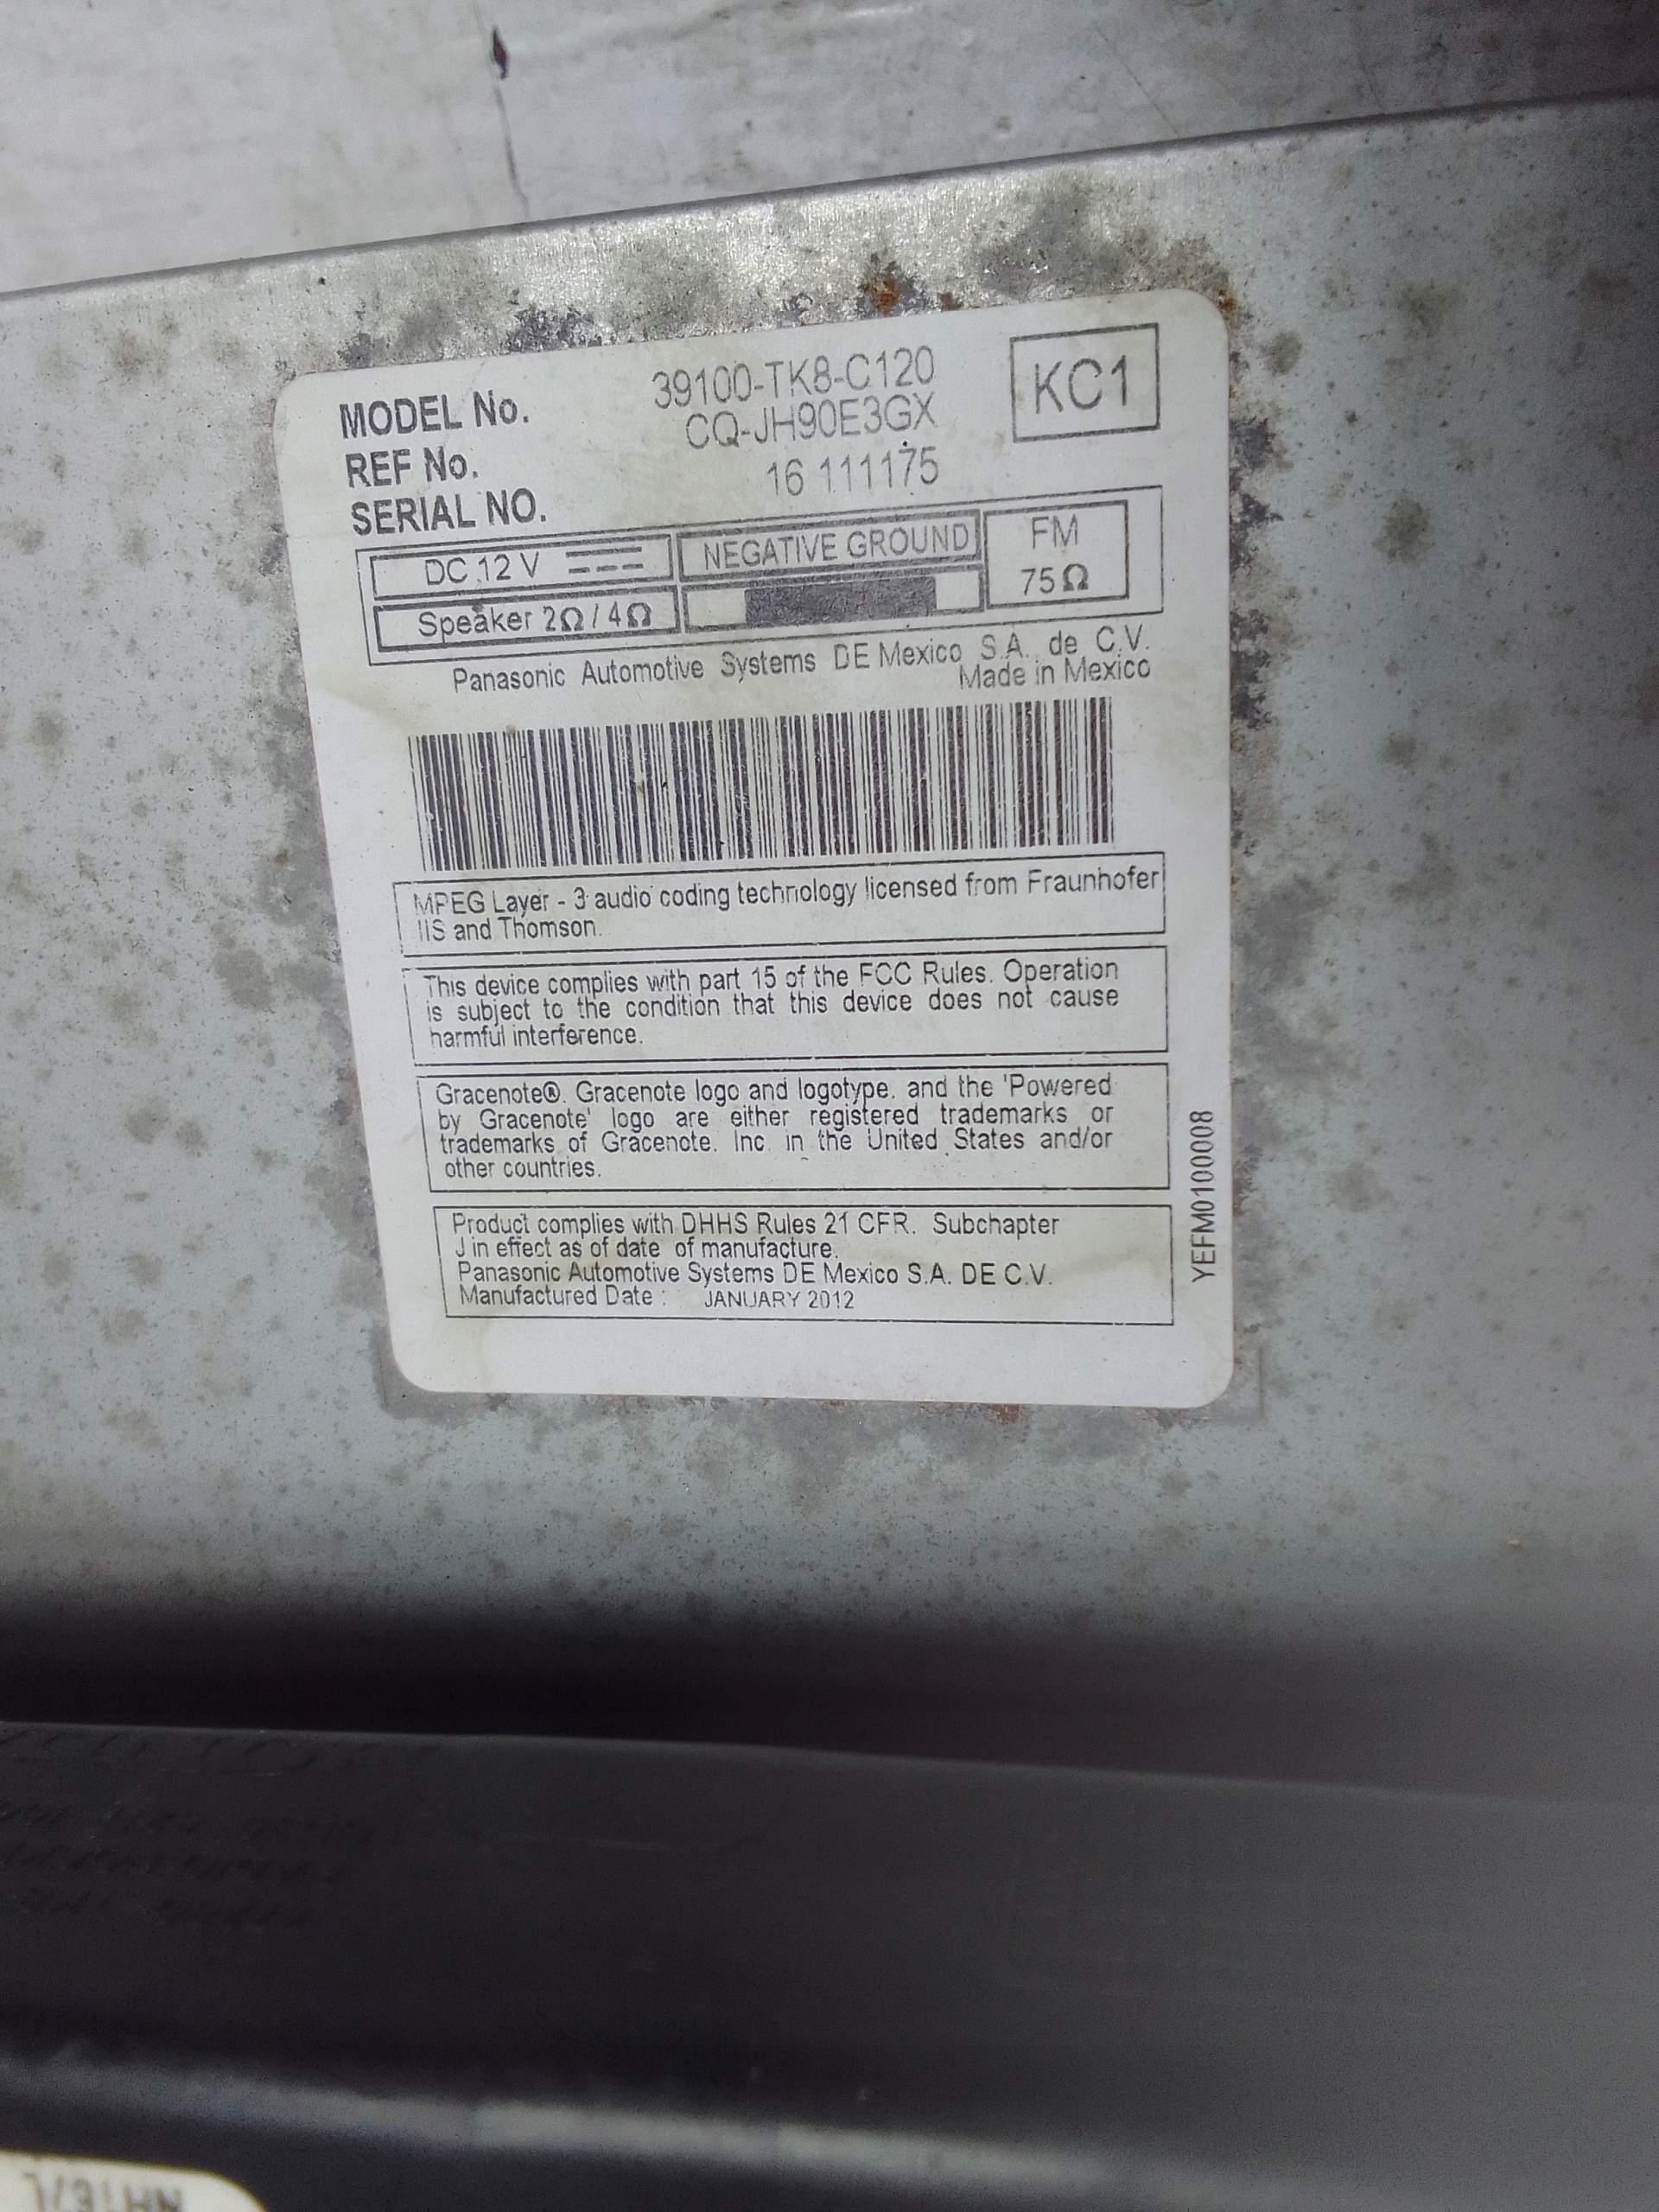 MODEL No. 39100-TK8-C120
REF No. CQ-JH90E3GX
SERIAL NO. 16 111175
KC1
DC 12 V
NEGATIVE GROUND
FM
75Ω
Speaker 2Ω / 4Ω
Panasonic Automotive Systems DE Mexico S.A. de C.V.
Made in Mexico
MPEG Layer - 3 audio coding technology licensed from Fraunhofer
IIS and Thomson.
This device complies with part 15 of the FCC Rules. Operation
is subject to the condition that this device does not cause
harmful interference.
Gracenote®. Gracenote logo and logotype. and the 'Powered
by Gracenote' logo are either registered trademarks or
trademarks of Gracenote. Inc. in the United States and/or
other countries.
Product complies with DHHS Rules 21 CFR. Subchapter
J in effect as of date of manufacture.
Panasonic Automotive Systems DE Mexico S.A. DE C.V.
Manufactured Date : JANUARY 2012
YEFM0100008